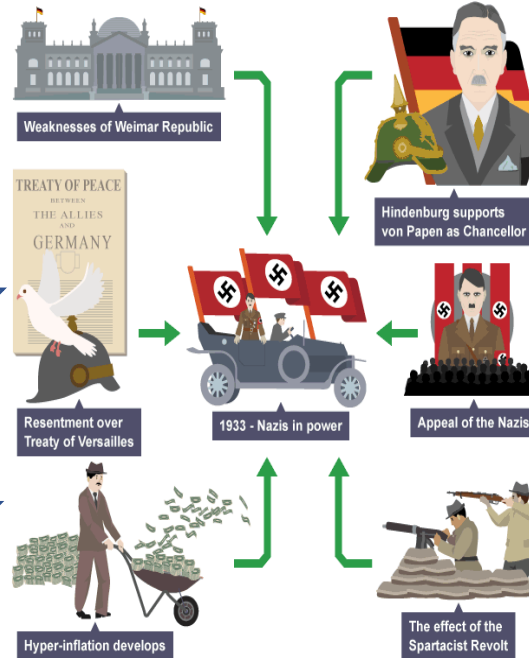 Weaknesses of Weimar Republic
Hindenburg supports
von Papen as Chancellor
TREATY OF PEACE
BETWEEN
THE ALLIES
AND
GERMANY
Resentment over
Treaty of Versailles
1933 - Nazis in power
Appeal of the Nazis
Hyper-inflation develops
The effect of the
Spartacist Revolt